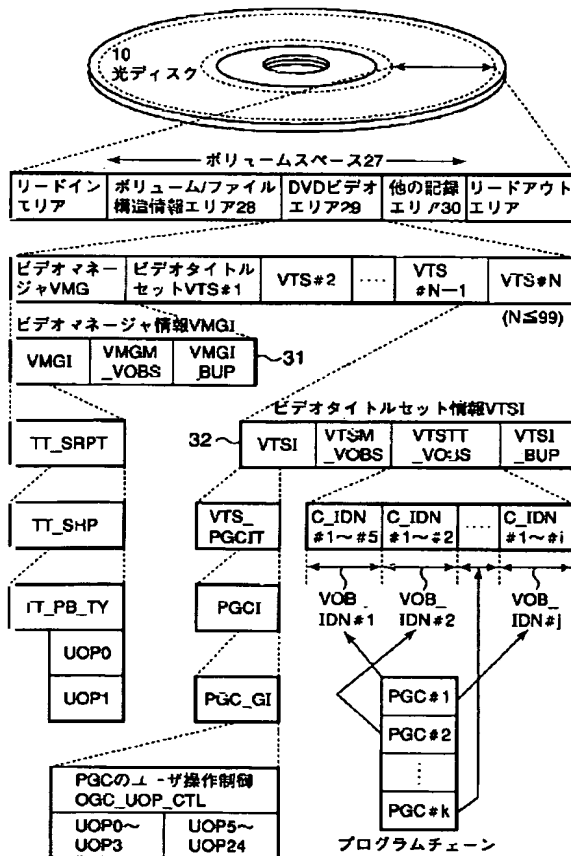 10
光ディスク
ボリュームスペース27
リードイン
エリア
ボリューム/ファイル
構造情報エリア28
DVDビデオ
エリア29
他の記録
エリア30
リードアウト
エリア
ビデオマネー
ジャVMG
ビデオタイトル
セットVTS#1
VTS#2
····
VTS
#N—1
VTS#N
(N≦99)
ビデオマネージャ情報VMGI
VMGI
VMGM
_VOBS
VMGI
_BUP
31
ビデオタイトルセット情報VTSI
32
VTSI
VTSM
_VOBS
VTSTT
_VOBS
VTSI
_BUP
TT_SRPT
TT_SHP
TT_PB_TY
UOP0
UOP1
VTS_
PGCIT
PGCI
PGC_GI
C_IDN
#1〜#5
C_IDN
#1〜#2
····
C_IDN
#1〜#i
VOB_
IDN#1
VOB_
IDN#2
VOB_
IDN#j
PGC#1
PGC#2
PGC#k
プログラムチェーン
PGCのユーザ操作制御
OGC_UOP_CTL
UOP0〜
UOP3
UOP5〜
UOP24